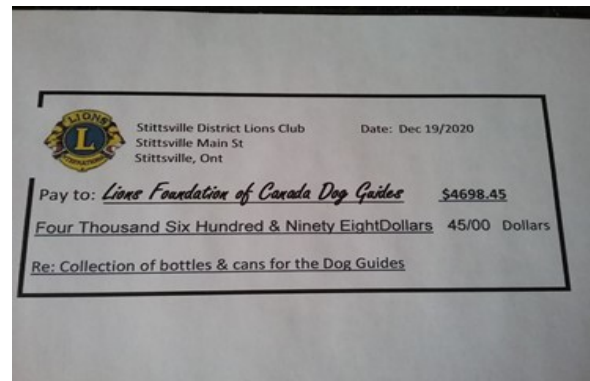 LIONS
L
INTERNATIONAL
Stittsville District Lions Club Date: Dec 19/2020
Stittsville Main St
Stittsville, Ont
Pay to: Lions Foundation of Canada Dog Guides $4698.45
Four Thousand Six Hundred & Ninety EightDollars 45/00 Dollars
Re: Collection of bottles & cans for the Dog Guides